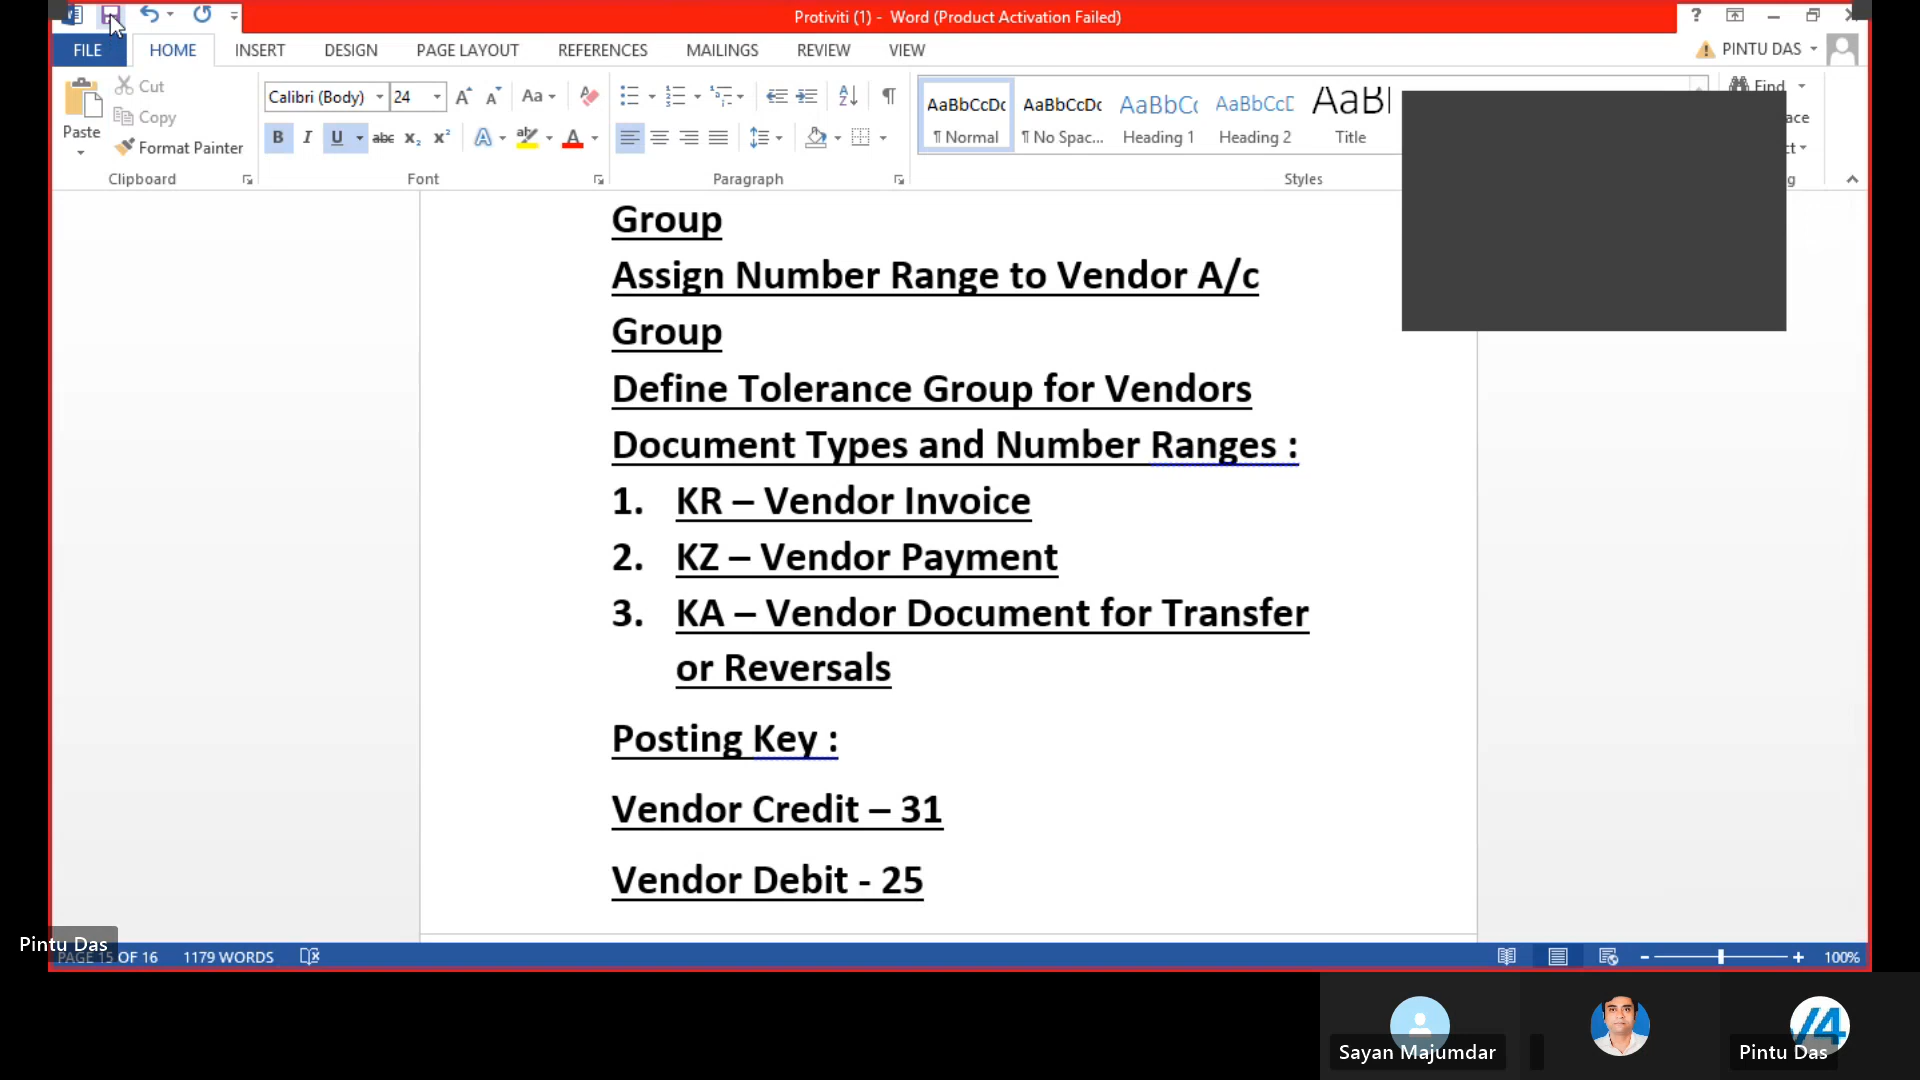 Protiviti (1) - Word (Product Activation Failed)
FILE HOME INSERT DESIGN PAGE LAYOUT REFERENCES MAILINGS REVIEW VIEW PINTU DAS
Paste
Cut
Copy
Format Painter
Clipboard
Calibri (Body) 24
Font
Paragraph
AaBbCcDc AaBbCcDc AaBbCc AaBbCcD AaBl
¶ Normal ¶ No Spac... Heading 1 Heading 2 Title
Styles
Find
Group
Assign Number Range to Vendor A/c
Group
Define Tolerance Group for Vendors
Document Types and Number Ranges :
1. KR – Vendor Invoice
2. KZ – Vendor Payment
3. KA – Vendor Document for Transfer
or Reversals
Posting Key :
Vendor Credit – 31
Vendor Debit - 25
Pintu Das
PAGE 15 OF 16 1179 WORDS 100%
Sayan Majumdar
Pintu Das